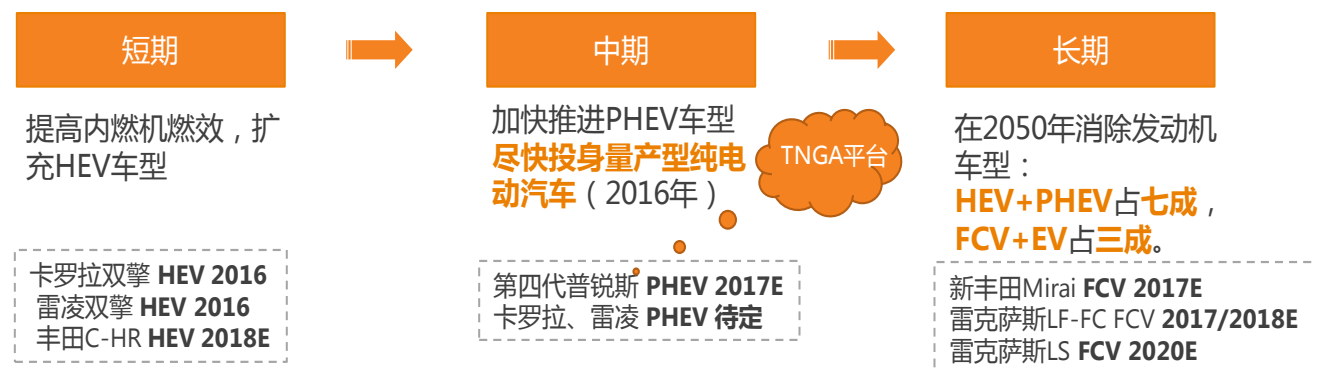 短期
提高内燃机燃效，扩
充HEV车型
卡罗拉双擎 HEV 2016
雷凌双擎 HEV 2016
丰田C-HR HEV 2018E
中期
加快推进PHEV车型
尽快投身量产型纯电
动汽车（2016年）
TNGA平台
第四代普锐斯 PHEV 2017E
卡罗拉、雷凌 PHEV 待定
长期
在2050年消除发动机
车型：
HEV+PHEV占七成，
FCV+EV占三成。
新丰田Mirai FCV 2017E
雷克萨斯LF-FC FCV 2017/2018E
雷克萨斯LS FCV 2020E